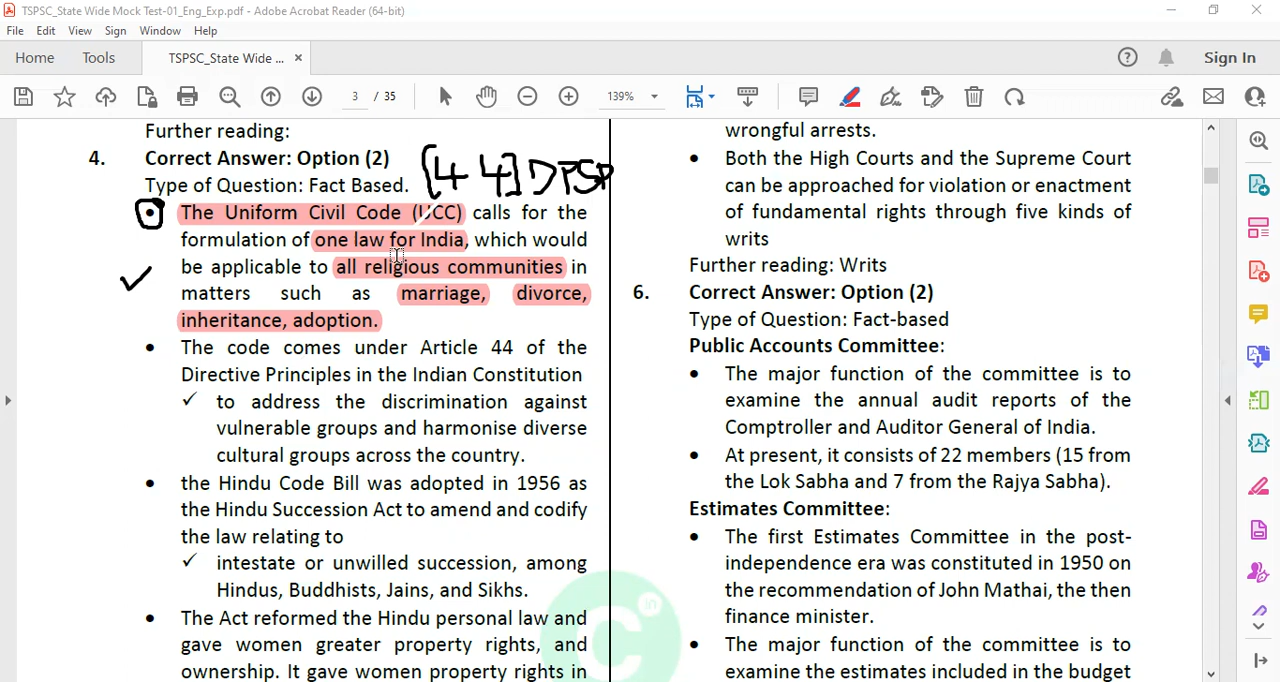 TSPSC_State Wide Mock Test-01_Eng_Exp.pdf - Adobe Acrobat Reader (64-bit)
File Edit View Sign Window Help
Home Tools TSPSC_State Wide ... × Sign In
3 / 35 139%
Further reading:
4. Correct Answer: Option (2)
[44] DPSP
Type of Question: Fact Based.
• The Uniform Civil Code (UCC) calls for the
formulation of one law for India, which would
be applicable to all religious communities in
matters such as marriage, divorce,
inheritance, adoption.
• The code comes under Article 44 of the
Directive Principles in the Indian Constitution
✓ to address the discrimination against
vulnerable groups and harmonise diverse
cultural groups across the country.
• the Hindu Code Bill was adopted in 1956 as
the Hindu Succession Act to amend and codify
the law relating to
✓ intestate or unwilled succession, among
Hindus, Buddhists, Jains, and Sikhs.
• The Act reformed the Hindu personal law and
gave women greater property rights, and
ownership. It gave women property rights in
wrongful arrests.
• Both the High Courts and the Supreme Court
can be approached for violation or enactment
of fundamental rights through five kinds of
writs
Further reading: Writs
6. Correct Answer: Option (2)
Type of Question: Fact-based
Public Accounts Committee:
• The major function of the committee is to
examine the annual audit reports of the
Comptroller and Auditor General of India.
• At present, it consists of 22 members (15 from
the Lok Sabha and 7 from the Rajya Sabha).
Estimates Committee:
• The first Estimates Committee in the post-
independence era was constituted in 1950 on
the recommendation of John Mathai, the then
finance minister.
• The major function of the committee is to
examine the estimates included in the budget
in